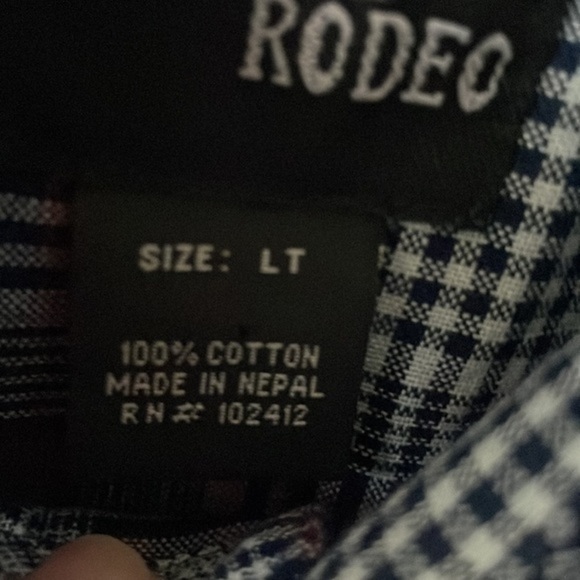 RODEO
SIZE: LT
100% COTTON
MADE IN NEPAL
RN# 102412